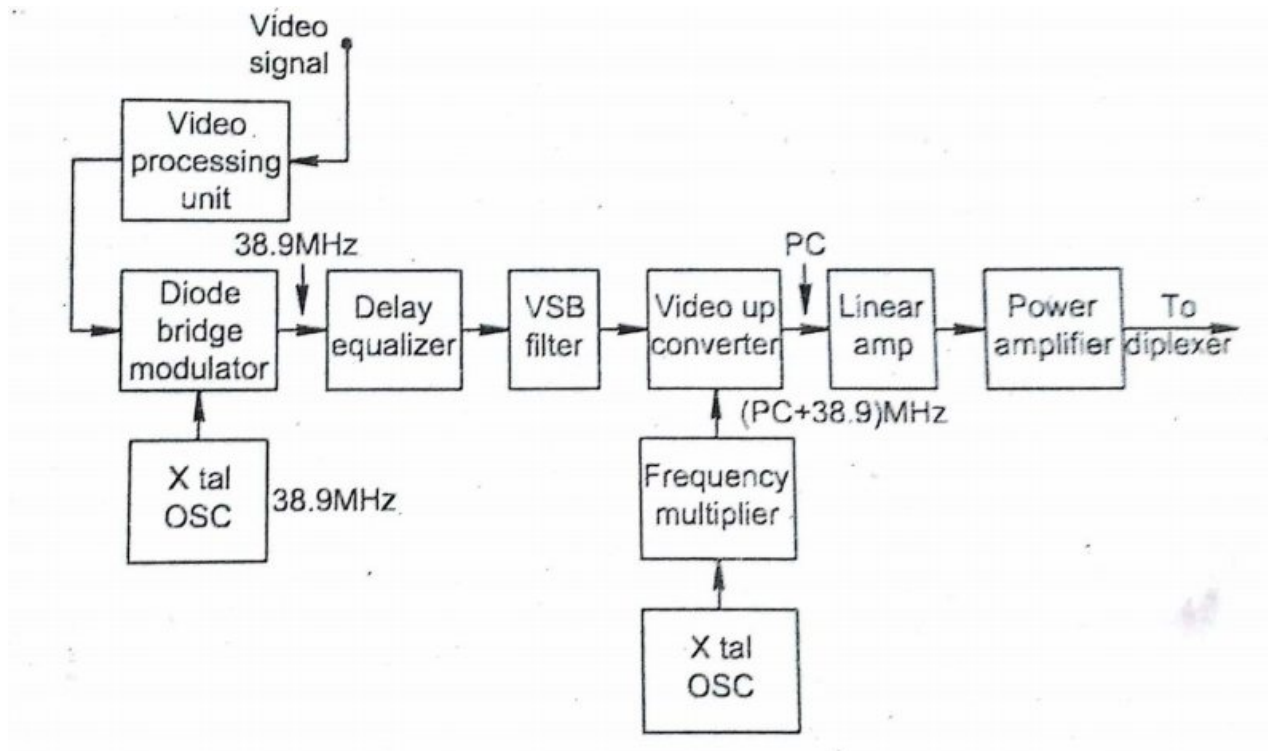 Video
signal
Video
processing
unit
38.9MHz
PC
Diode
bridge
modulator
Delay
equalizer
VSB
filter
Video up
converter
Linear
amp
Power
amplifier
To
diplexer
(PC+38.9)MHz
X tal
OSC
38.9MHz
Frequency
multiplier
X tal
OSC